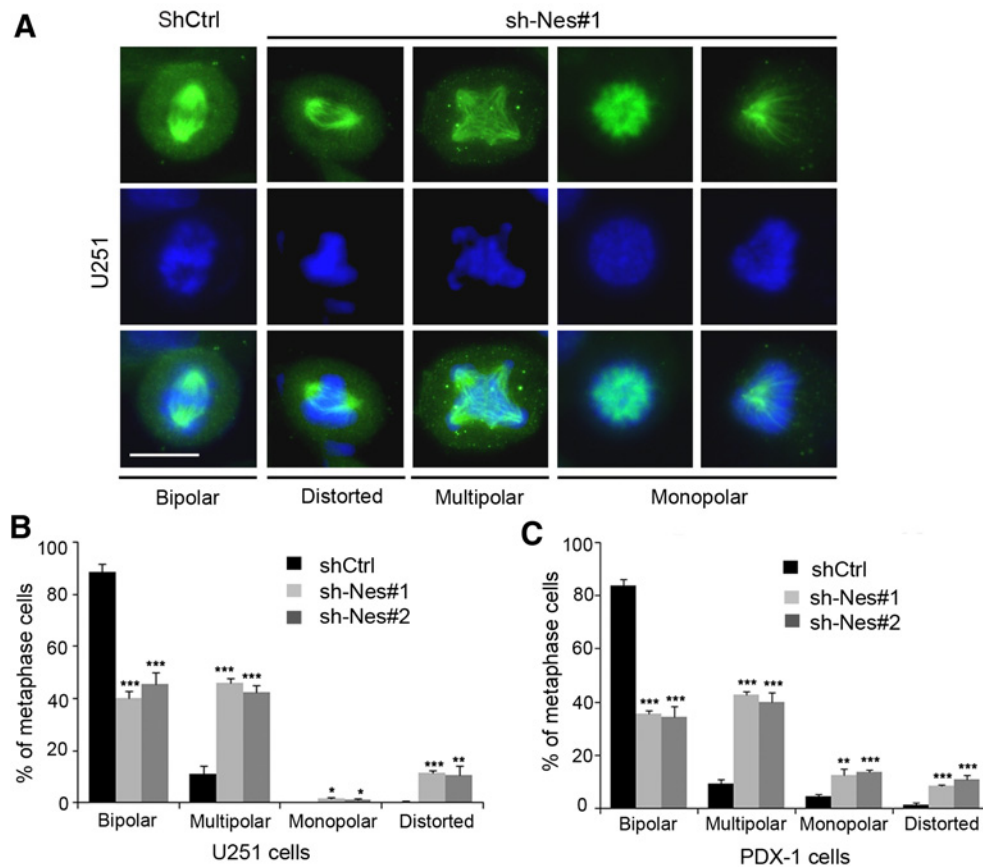 A
ShCtrl sh-Nes#1
U251
Bipolar Distorted Multipolar Monopolar
B
% of metaphase cells
100
80
60
40
20
0
shCtrl
sh-Nes#1
sh-Nes#2
*** *** *** *** * * *** **
Bipolar Multipolar Monopolar Distorted
U251 cells
C
% of metaphase cells
100
80
60
40
20
0
shCtrl
sh-Nes#1
sh-Nes#2
*** *** *** *** ** *** *** ***
Bipolar Multipolar Monopolar Distorted
PDX-1 cells